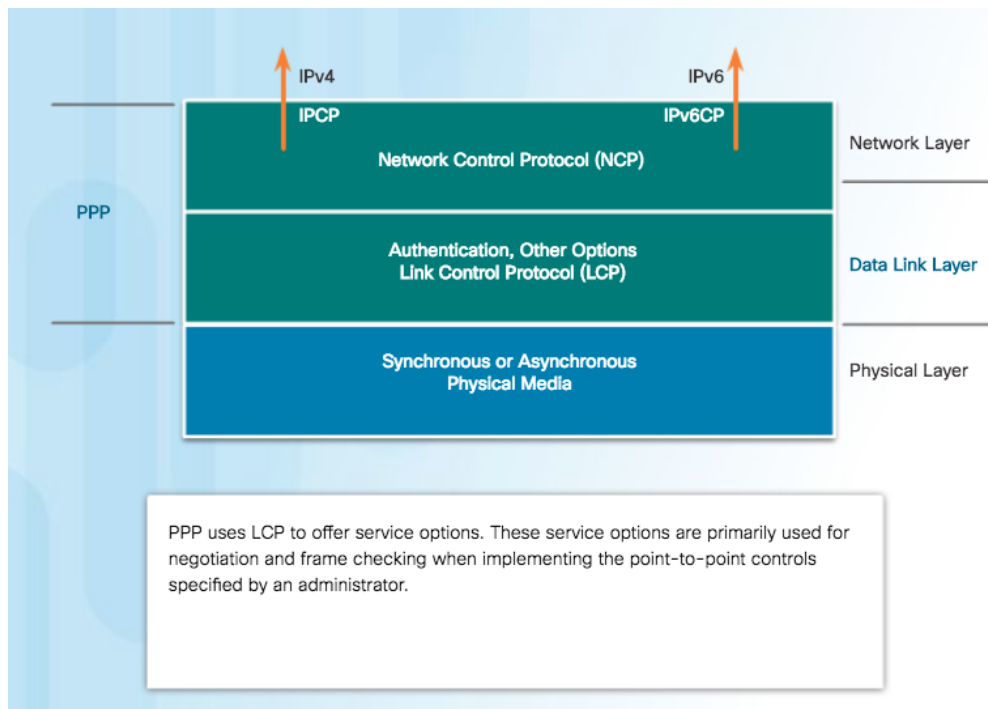 IPv4
IPv6
IPCP
IPv6CP
Network Control Protocol (NCP)
Network Layer
PPP
Authentication, Other Options
Link Control Protocol (LCP)
Data Link Layer
Synchronous or Asynchronous
Physical Media
Physical Layer
PPP uses LCP to offer service options. These service options are primarily used for
negotiation and frame checking when implementing the point-to-point controls
specified by an administrator.